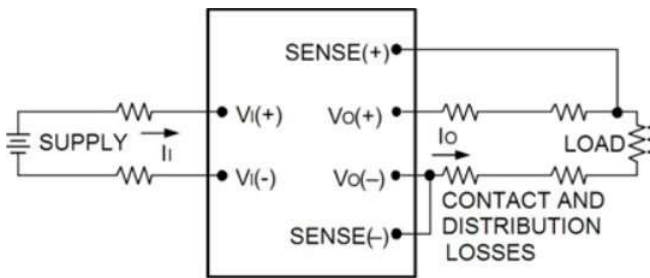 SENSE(+)
VI(+)
VO(+)
SUPPLY
II
IO
LOAD
VI(-)
VO(–)
CONTACT AND
DISTRIBUTION
LOSSES
SENSE(–)